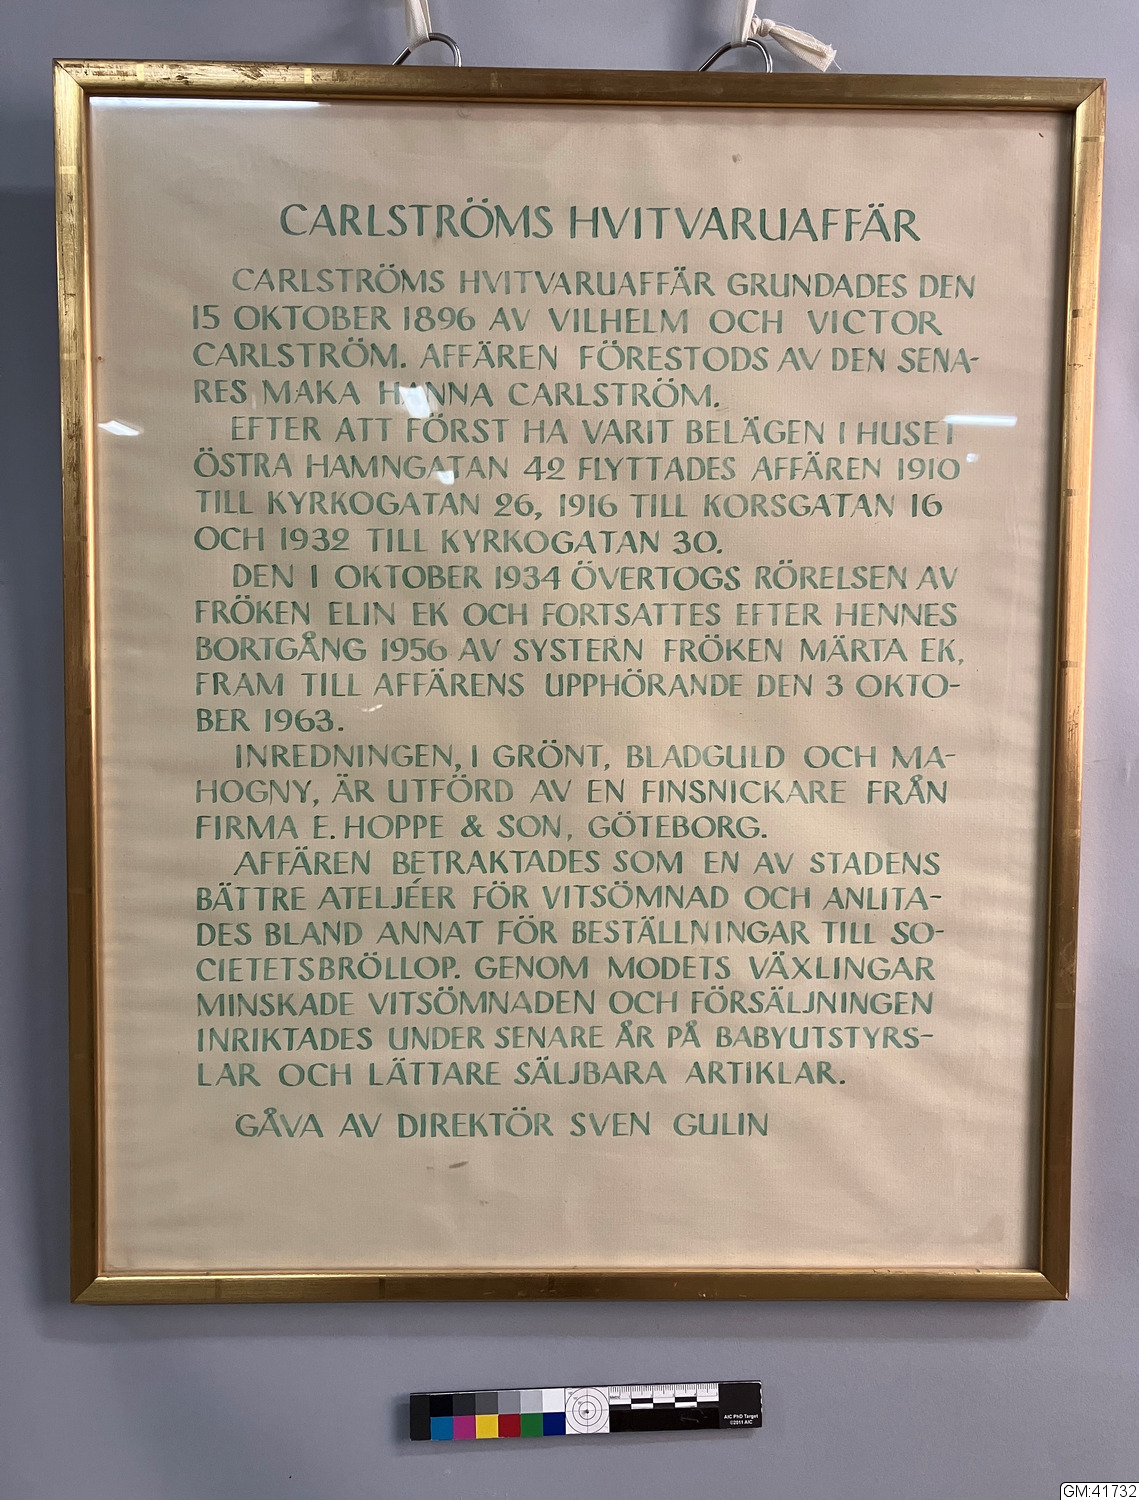 CARLSTRÖMS HVITVARUAFFÄR
CARLSTRÖMS HVITVARUAFFÄR GRUNDADES DEN
15 OKTOBER 1896 AV VILHELM OCH VICTOR
CARLSTRÖM. AFFÄREN FÖRESTODS AV DEN SENA-
RES MAKA HANNA CARLSTRÖM.
EFTER ATT FÖRST HA VARIT BELÄGEN I HUSET
ÖSTRA HAMNGATAN 42 FLYTTADES AFFÄREN 1910
TILL KYRKOGATAN 26, 1916 TILL KORSGATAN 16
OCH 1932 TILL KYRKOGATAN 30.
DEN 1 OKTOBER 1934 ÖVERTOGS RÖRELSEN AV
FRÖKEN ELIN EK OCH FORTSATTES EFTER HENNES
BORTGÅNG 1956 AV SYSTERN FRÖKEN MÄRTA EK,
FRAM TILL AFFÄRENS UPPHÖRANDE DEN 3 OKTO-
BER 1963.
INREDNINGEN, I GRÖNT, BLADGULD OCH MA-
HOGNY, ÄR UTFÖRD AV EN FINSNICKARE FRÅN
FIRMA E. HOPPE & SON, GÖTEBORG.
AFFÄREN BETRAKTADES SOM EN AV STADENS
BÄTTRE ATELJÉER FÖR VITSÖMNAD OCH ANLITA-
DES BLAND ANNAT FÖR BESTÄLLNINGAR TILL SO-
CIETETSBRÖLLOP. GENOM MODETS VÄXLINGAR
MINSKADE VITSÖMNADEN OCH FÖRSÄLJNINGEN
INRIKTADES UNDER SENARE ÅR PÅ BABYUTSTYRS-
LAR OCH LÄTTARE SÄLJBARA ARTIKLAR.
GÅVA AV DIREKTÖR SVEN GULIN
AIC PhD Target
©2011 AIC
GM:41732